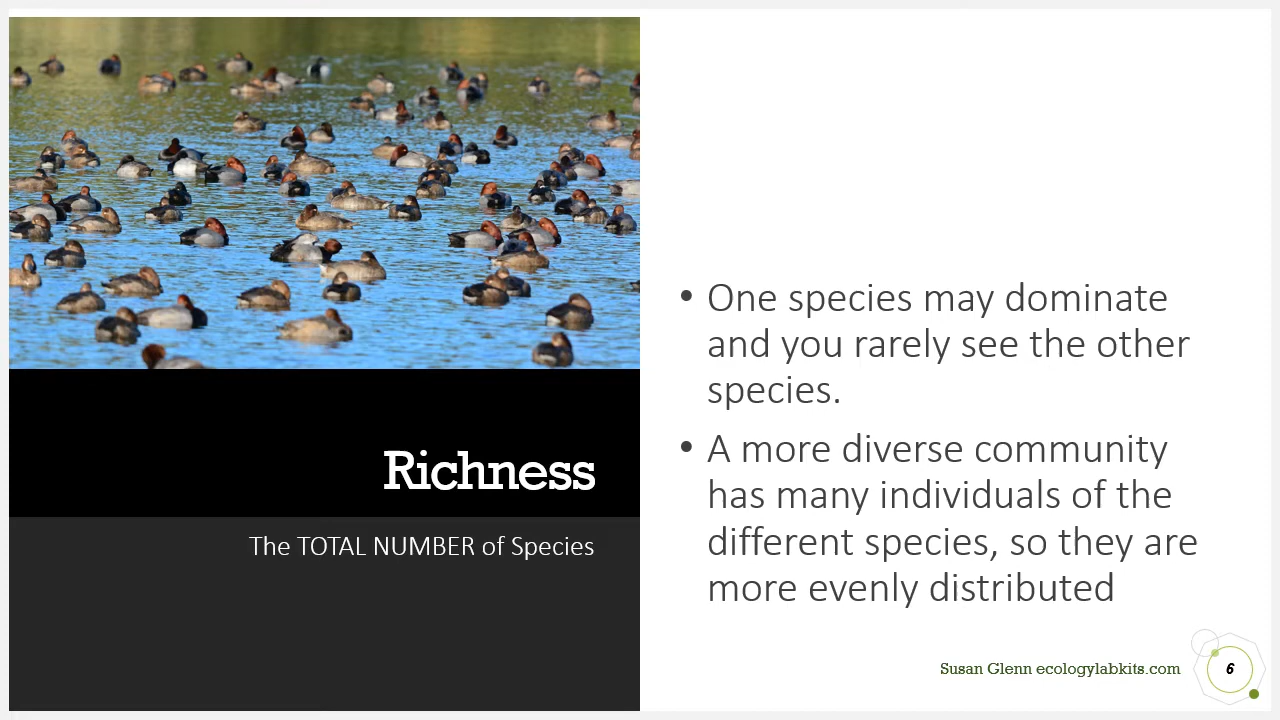 Richness
The TOTAL NUMBER of Species
• One species may dominate
and you rarely see the other
species.
• A more diverse community
has many individuals of the
different species, so they are
more evenly distributed
Susan Glenn ecologylabkits.com
6